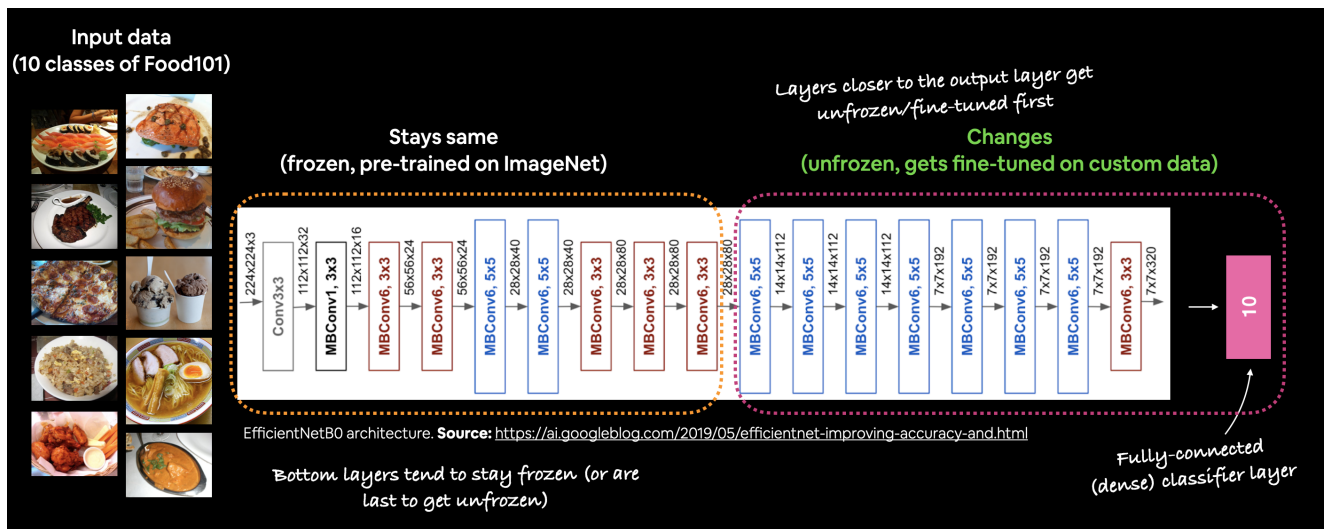 Input data
(10 classes of Food101)
Layers closer to the output layer get
unfrozen/fine-tuned first
Stays same
(frozen, pre-trained on ImageNet)
Changes
(unfrozen, gets fine-tuned on custom data)
224x224x3
Conv3x3
112x112x32
MBConv1, 3x3
112x112x16
MBConv6, 3x3
56x56x24
MBConv6, 3x3
56x56x24
MBConv6, 5x5
28x28x40
MBConv6, 5x5
28x28x40
MBConv6, 3x3
28x28x80
MBConv6, 3x3
28x28x80
MBConv6, 3x3
28x28x80
MBConv6, 5x5
14x14x112
MBConv6, 5x5
14x14x112
MBConv6, 5x5
14x14x112
MBConv6, 5x5
7x7x192
MBConv6, 5x5
7x7x192
MBConv6, 5x5
7x7x192
MBConv6, 5x5
7x7x192
MBConv6, 3x3
7x7x320
10
EfficientNetB0 architecture. Source: https://ai.googleblog.com/2019/05/efficientnet-improving-accuracy-and.html
Bottom layers tend to stay frozen (or are
last to get unfrozen)
Fully-connected
(dense) classifier layer